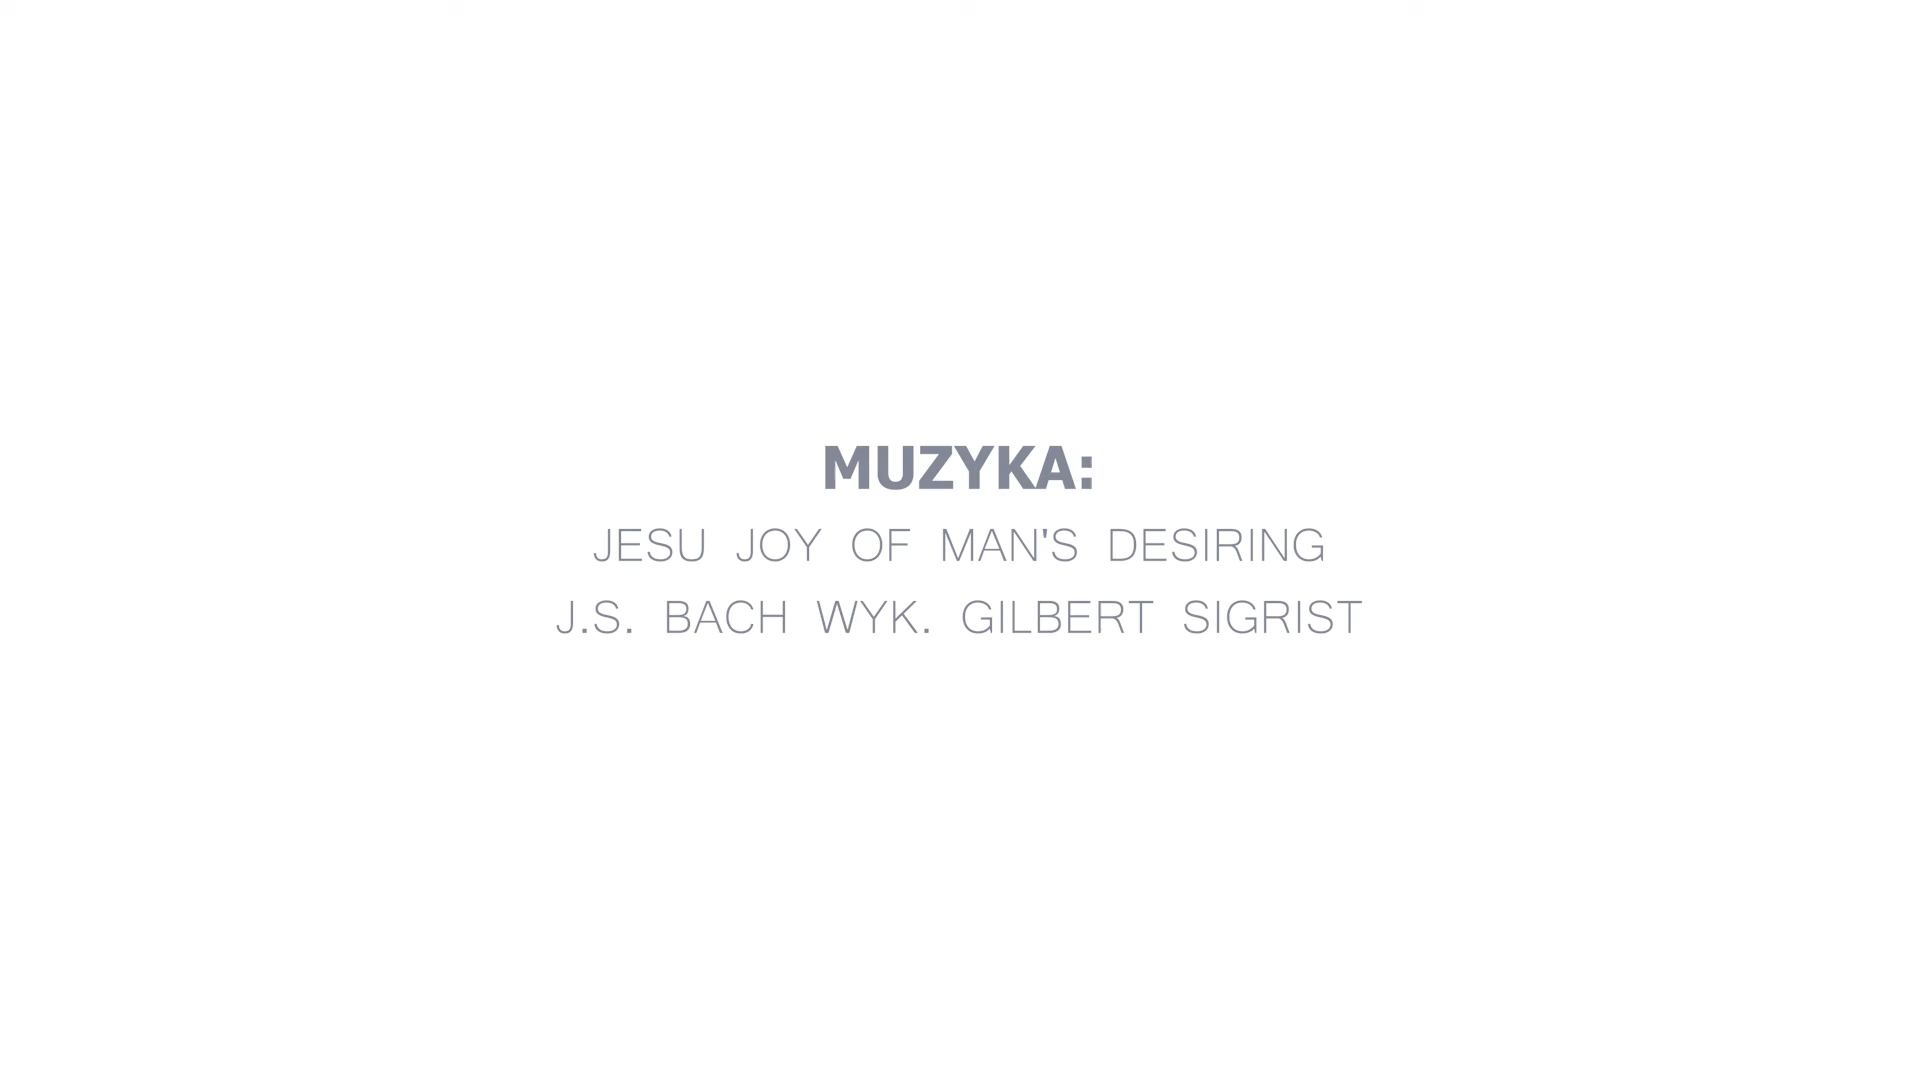 MUZYKA:
JESU JOY OF MAN'S DESIRING
J.S. BACH WYK. GILBERT SIGRIST